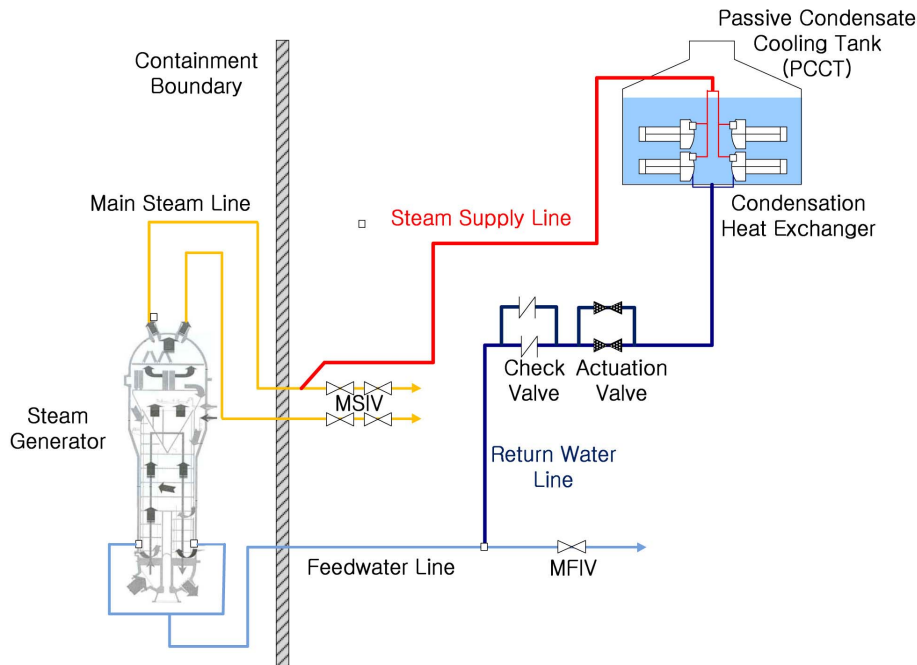 Passive Condensate
Cooling Tank
(PCCT)
Containment
Boundary
Main Steam Line
Steam Supply Line
Condensation
Heat Exchanger
Check
Valve
Actuation
Valve
MSIV
Steam
Generator
Return Water
Line
Feedwater Line
MFIV